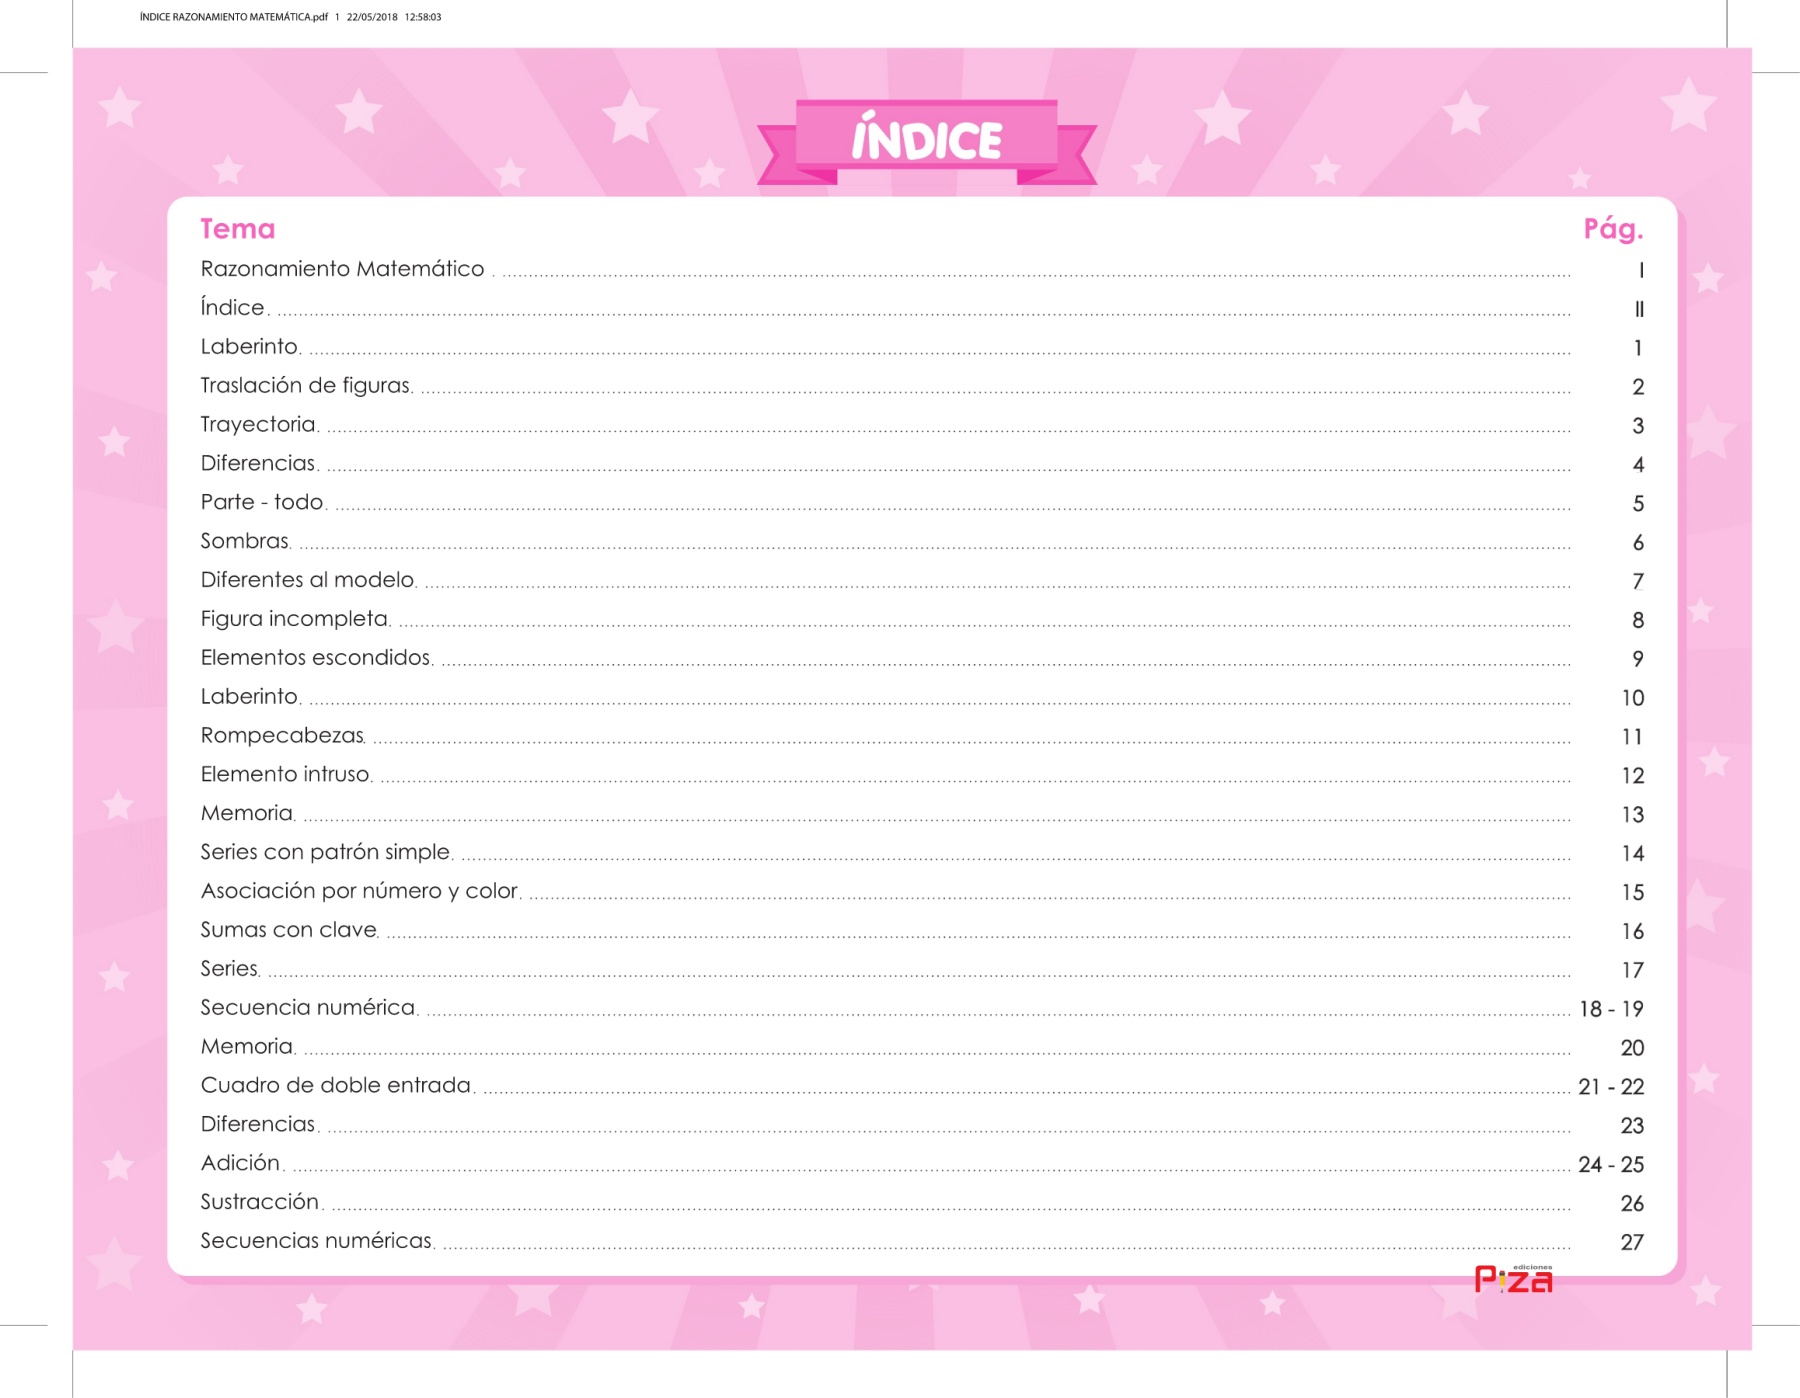 ÍNDICE RAZONAMIENTO MATEMÁTICA.pdf 1 22/05/2018 12:58:03
ÍNDICE
Tema Pág.
Razonamiento Matemático I
Índice II
Laberinto 1
Traslación de figuras 2
Trayectoria 3
Diferencias 4
Parte - todo 5
Sombras 6
Diferentes al modelo 7
Figura incompleta 8
Elementos escondidos 9
Laberinto 10
Rompecabezas 11
Elemento intruso 12
Memoria 13
Series con patrón simple 14
Asociación por número y color 15
Sumas con clave 16
Series 17
Secuencia numérica 18 - 19
Memoria 20
Cuadro de doble entrada 21 - 22
Diferencias 23
Adición 24 - 25
Sustracción 26
Secuencias numéricas 27
ediciones
Piza